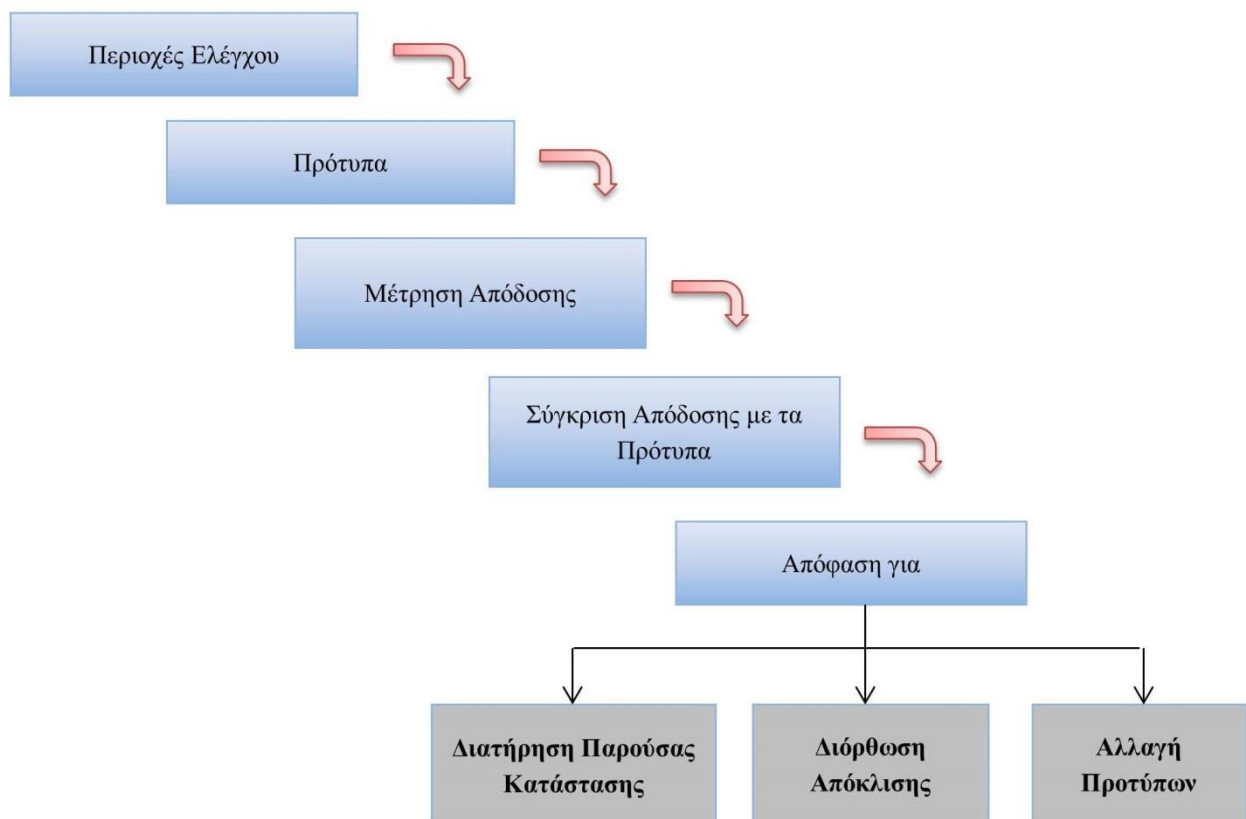 Περιοχές Ελέγχου
Πρότυπα
Μέτρηση Απόδοσης
Σύγκριση Απόδοσης με τα
Πρότυπα
Απόφαση για
Διατήρηση Παρούσας
Κατάστασης
Διόρθωση
Απόκλισης
Αλλαγή
Προτύπων